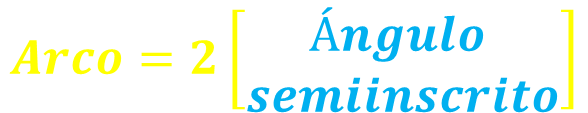 Arco = 2 [Ángulo
semiinscrito]